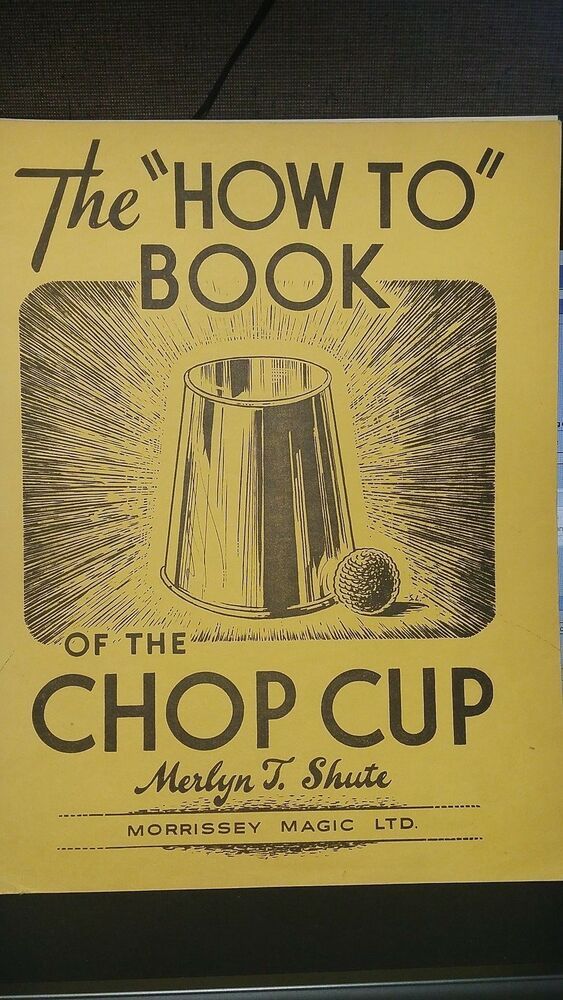 The "HOW TO"
BOOK
OF THE
CHOP CUP
Merlyn T. Shute
MORRISSEY MAGIC LTD.